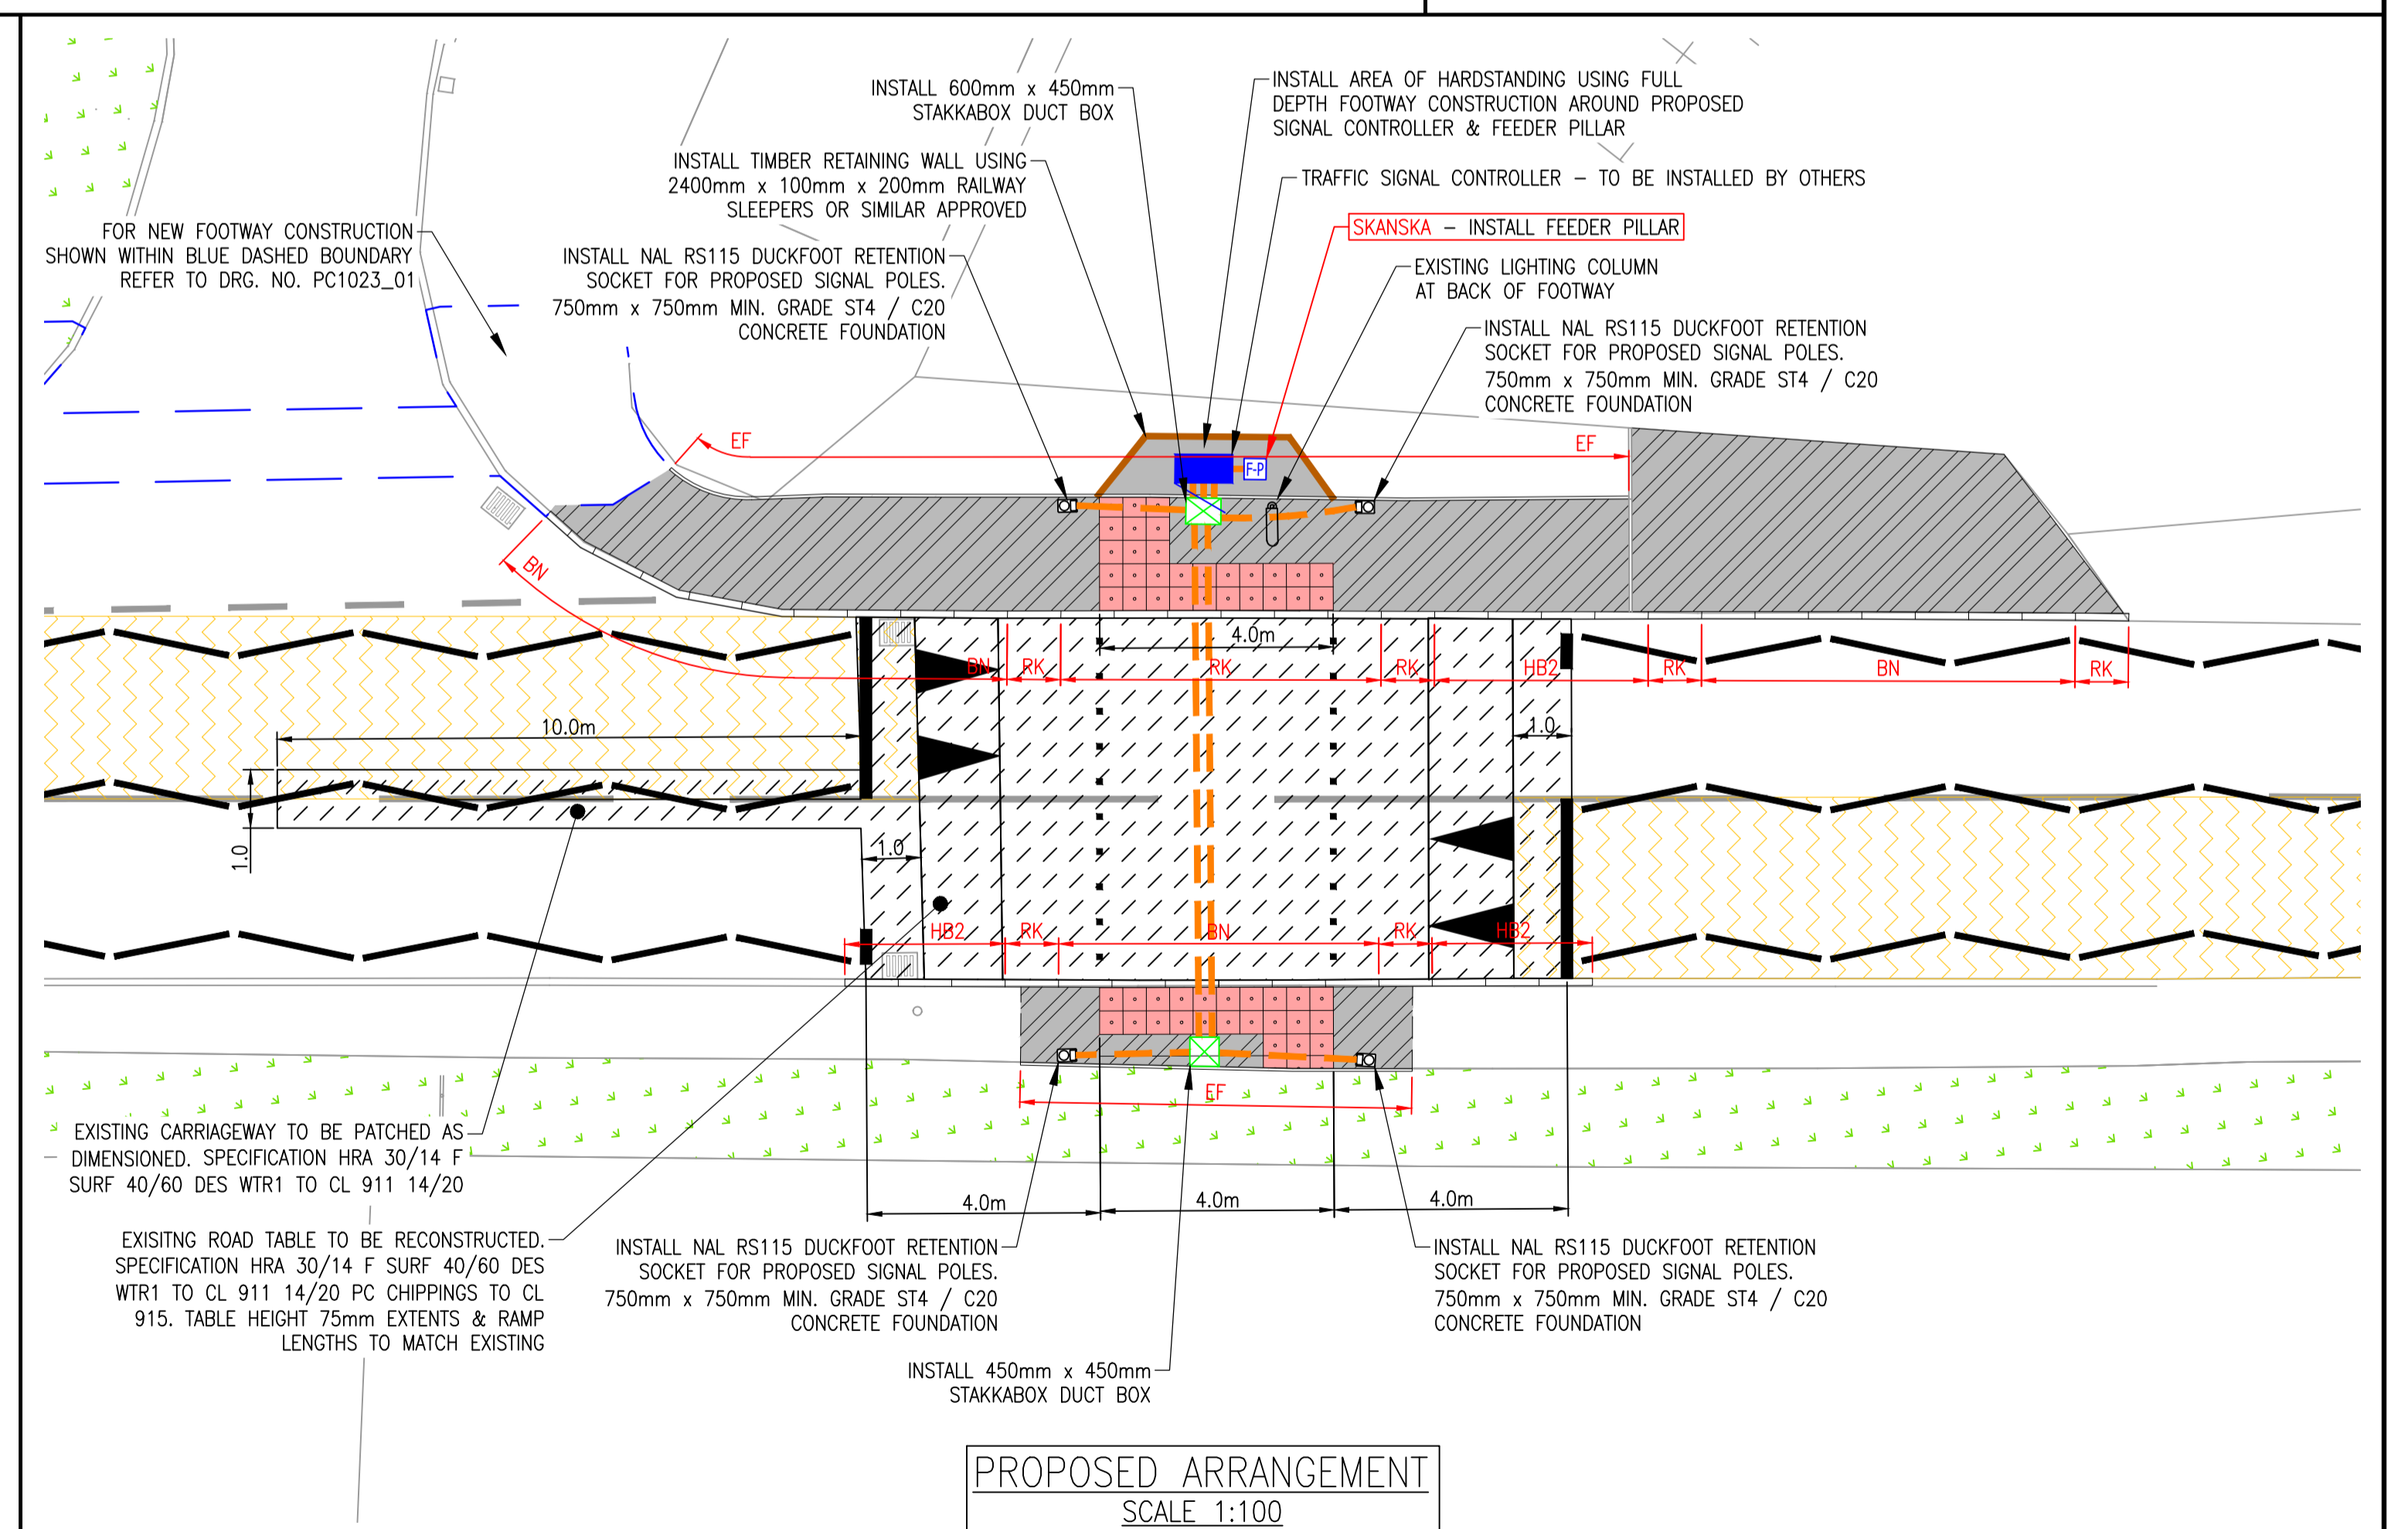 INSTALL 600mm x 450mm
STAKKABOX DUCT BOX
INSTALL AREA OF HARDSTANDING USING FULL
DEPTH FOOTWAY CONSTRUCTION AROUND PROPOSED
SIGNAL CONTROLLER & FEEDER PILLAR
INSTALL TIMBER RETAINING WALL USING
2400mm x 100mm x 200mm RAILWAY
SLEEPERS OR SIMILAR APPROVED
TRAFFIC SIGNAL CONTROLLER – TO BE INSTALLED BY OTHERS
SKANSKA – INSTALL FEEDER PILLAR
FOR NEW FOOTWAY CONSTRUCTION
SHOWN WITHIN BLUE DASHED BOUNDARY
REFER TO DRG. NO. PC1023_01
INSTALL NAL RS115 DUCKFOOT RETENTION
SOCKET FOR PROPOSED SIGNAL POLES.
750mm x 750mm MIN. GRADE ST4 / C20
CONCRETE FOUNDATION
EXISTING LIGHTING COLUMN
AT BACK OF FOOTWAY
INSTALL NAL RS115 DUCKFOOT RETENTION
SOCKET FOR PROPOSED SIGNAL POLES.
750mm x 750mm MIN. GRADE ST4 / C20
CONCRETE FOUNDATION
EF
EF
F-P
BN
4.0m
BN
RK
RK
RK
HB2
RK
BN
RK
10.0m
1.0
1.0
1.0
HB2
RK
BN
RK
HB2
EF
EXISTING CARRIAGEWAY TO BE PATCHED AS
DIMENSIONED. SPECIFICATION HRA 30/14 F
SURF 40/60 DES WTR1 TO CL 911 14/20
4.0m
4.0m
4.0m
EXISITNG ROAD TABLE TO BE RECONSTRUCTED.
SPECIFICATION HRA 30/14 F SURF 40/60 DES
WTR1 TO CL 911 14/20 PC CHIPPINGS TO CL
915. TABLE HEIGHT 75mm EXTENTS & RAMP
LENGTHS TO MATCH EXISTING
INSTALL NAL RS115 DUCKFOOT RETENTION
SOCKET FOR PROPOSED SIGNAL POLES.
750mm x 750mm MIN. GRADE ST4 / C20
CONCRETE FOUNDATION
INSTALL NAL RS115 DUCKFOOT RETENTION
SOCKET FOR PROPOSED SIGNAL POLES.
750mm x 750mm MIN. GRADE ST4 / C20
CONCRETE FOUNDATION
INSTALL 450mm x 450mm
STAKKABOX DUCT BOX
PROPOSED ARRANGEMENT
SCALE 1:100